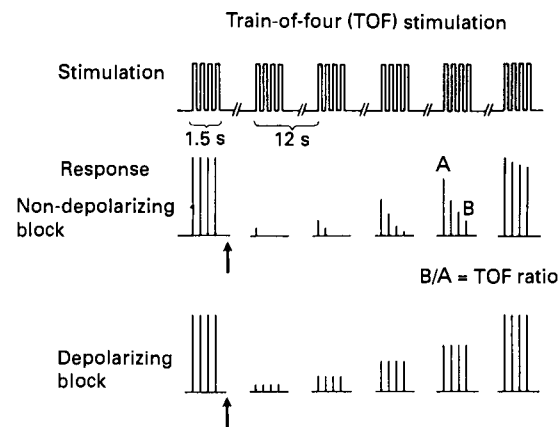 Train-of-four (TOF) stimulation
Stimulation
1.5 s
12 s
Response
Non-depolarizing
block
A
B
B/A = TOF ratio
Depolarizing
block